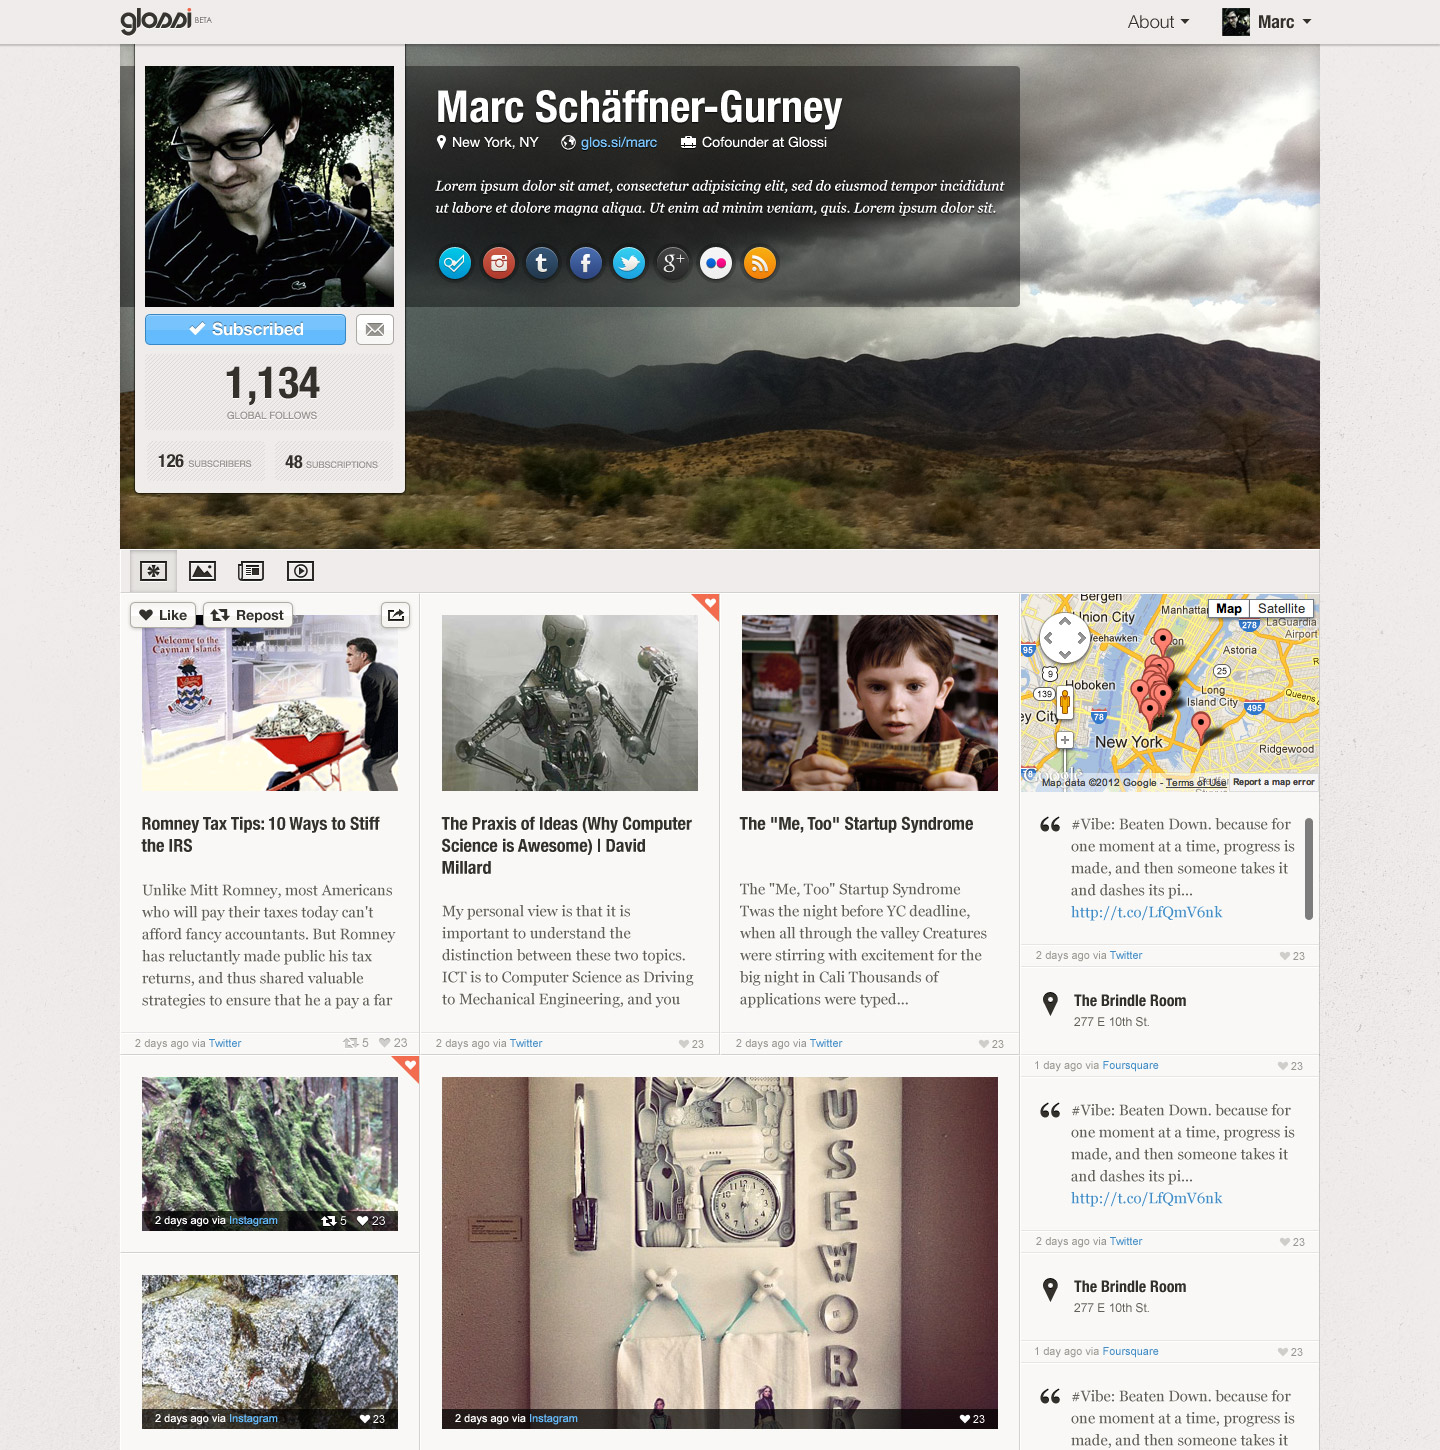 glossi BETA
About
Marc
Marc Schäffner-Gurney
New York, NY
glos.si/marc
Cofounder at Glossi
Lorem ipsum dolor sit amet, consectetur adipisicing elit, sed do eiusmod tempor incididunt
ut labore et dolore magna aliqua. Ut enim ad minim veniam, quis. Lorem ipsum dolor sit.
Subscribed
1,134
GLOBAL FOLLOWS
126 SUBSCRIBERS
48 SUBSCRIPTIONS
Like
Repost
Welcome to the
Cayman Islands
Romney Tax Tips: 10 Ways to Stiff
the IRS
Unlike Mitt Romney, most Americans
who will pay their taxes today can't
afford fancy accountants. But Romney
has reluctantly made public his tax
returns, and thus shared valuable
strategies to ensure that he a pay a far
2 days ago via Twitter
5
23
The Praxis of Ideas (Why Computer
Science is Awesome) | David
Millard
My personal view is that it is
important to understand the
distinction between these two topics.
ICT is to Computer Science as Driving
to Mechanical Engineering, and you
2 days ago via Twitter
23
The "Me, Too" Startup Syndrome
The "Me, Too" Startup Syndrome
Twas the night before YC deadline,
when all through the valley Creatures
were stirring with excitement for the
big night in Cali Thousands of
applications were typed...
2 days ago via Twitter
23
Bergen
Manhatta
Map
Satellite
nion City
278
LaGuardia
Airport
eehawken
ton
95
Astoria
9
25
Hoboken
139
Long
Island City
Queens
495
ey City
78
New York
Ridgewood
78
Google
Map data ©2012 Google - Terms of Use
Report a map error
#Vibe: Beaten Down. because for
one moment at a time, progress is
made, and then someone takes it
and dashes its pi...
http://t.co/LfQmV6nk
2 days ago via Twitter
23
The Brindle Room
277 E 10th St.
1 day ago via Foursquare
23
#Vibe: Beaten Down. because for
one moment at a time, progress is
made, and then someone takes it
and dashes its pi...
http://t.co/LfQmV6nk
2 days ago via Twitter
23
The Brindle Room
277 E 10th St.
1 day ago via Foursquare
23
#Vibe: Beaten Down. because for
one moment at a time, progress is
made, and then someone takes it
2 days ago via Instagram
5
23
2 days ago via Instagram
23
USEWORK
2 days ago via Instagram
23